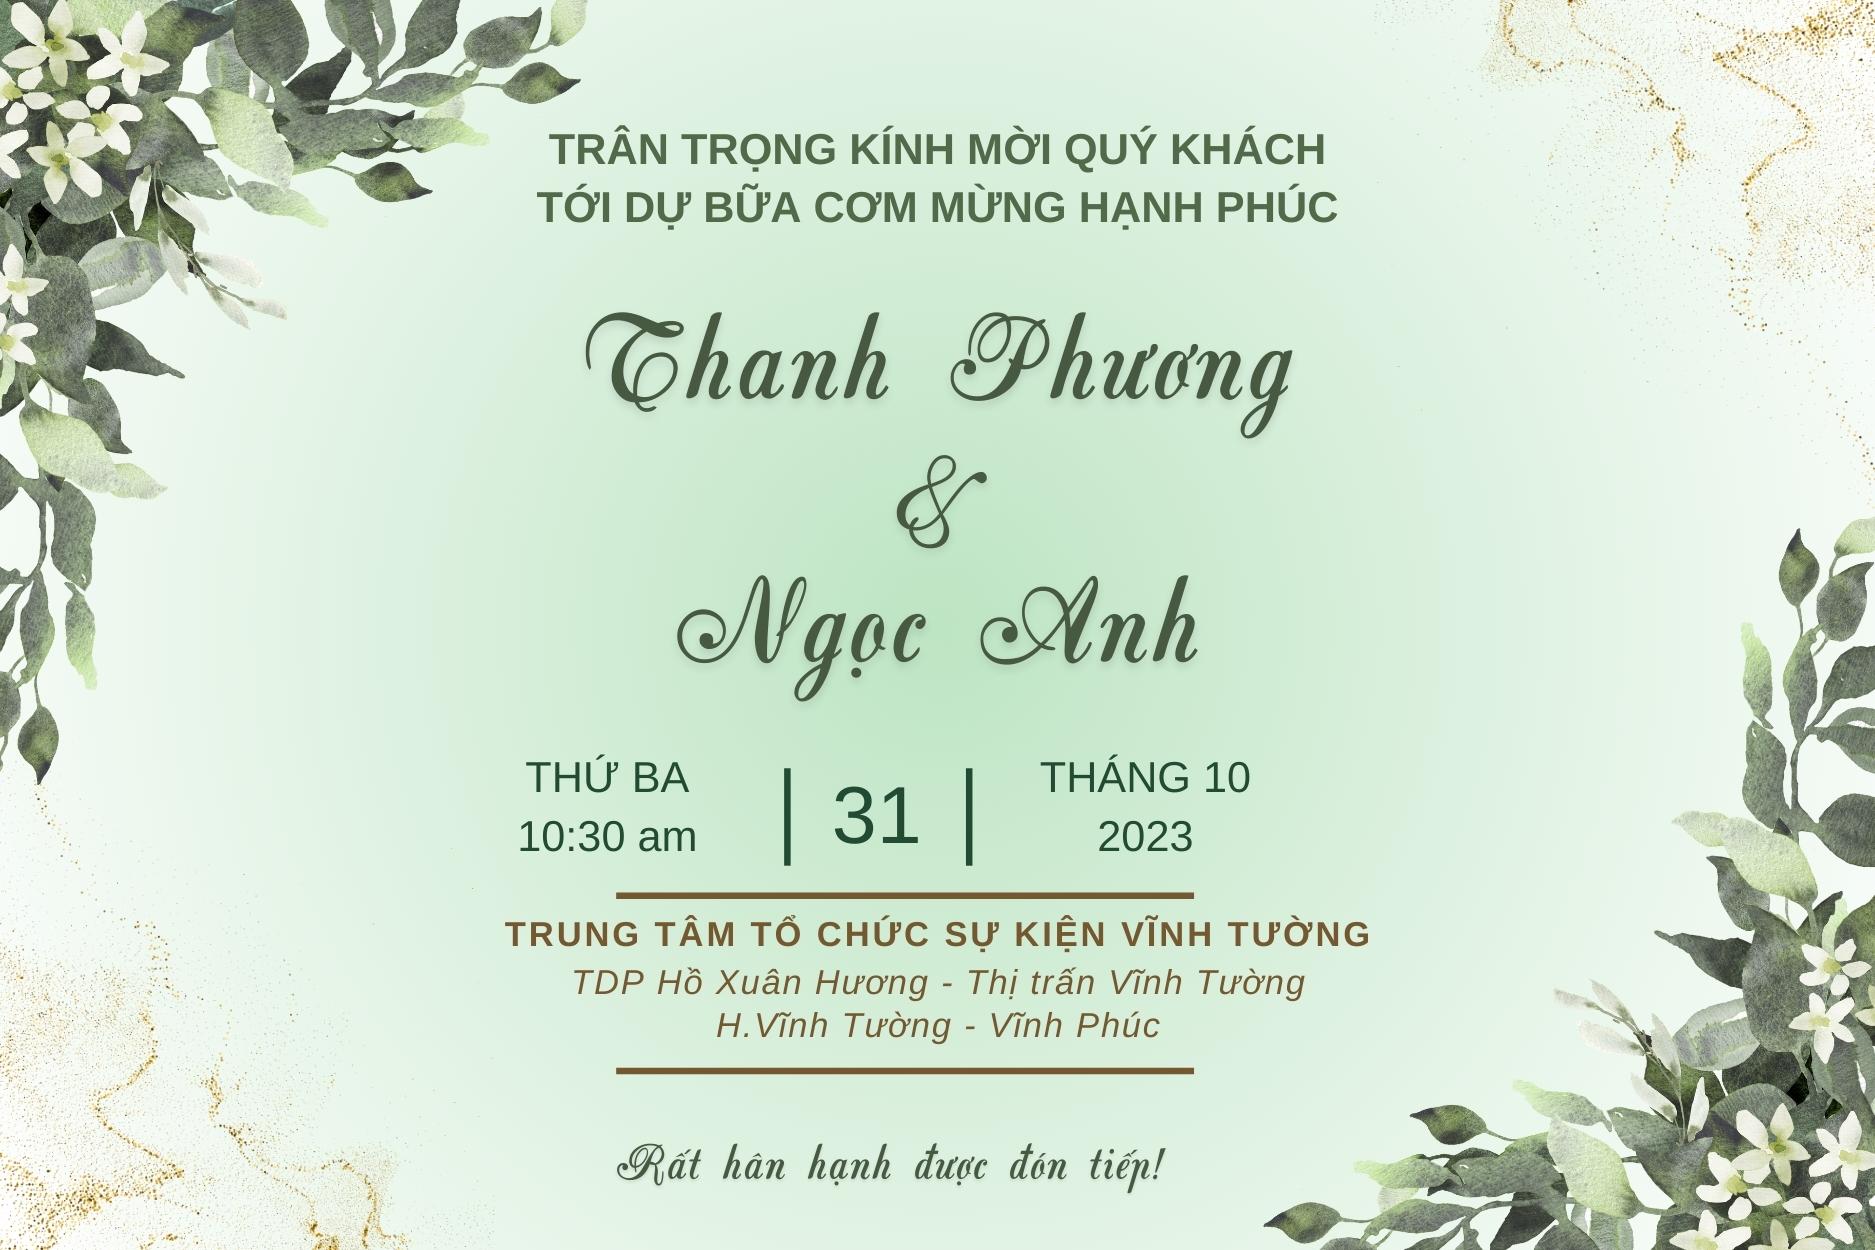 TRÂN TRỌNG KÍNH MỜI QUÝ KHÁCH
TỚI DỰ BỮA CƠM MỪNG HẠNH PHÚC
Thanh Phương
&
Ngọc Anh
THỨ BA
10:30 am
31
THÁNG 10
2023
TRUNG TÂM TỔ CHỨC SỰ KIỆN VĨNH TƯỜNG
TDP Hồ Xuân Hương - Thị trấn Vĩnh Tường
H.Vĩnh Tường - Vĩnh Phúc
Rất hân hạnh được đón tiếp!